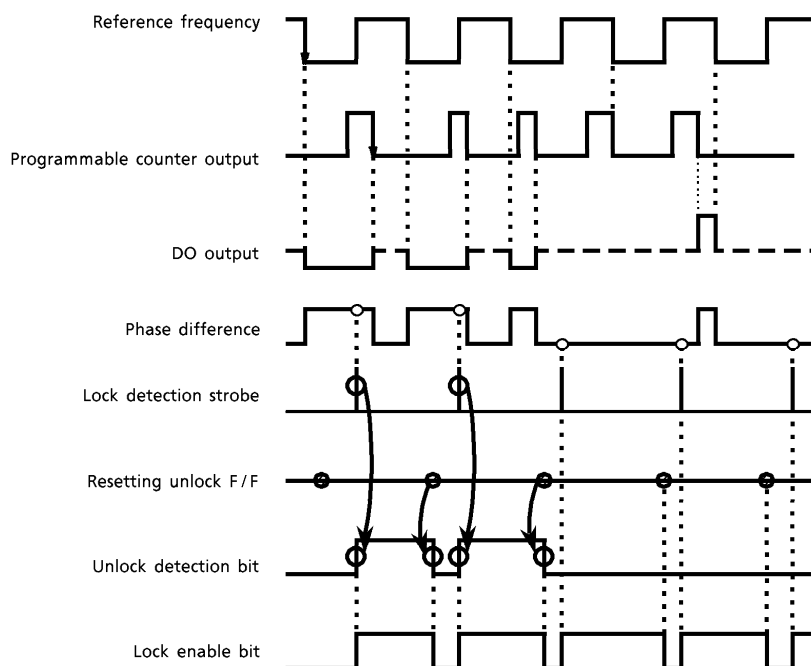 Reference frequency
Programmable counter output
DO output
Phase difference
Lock detection strobe
Resetting unlock F/F
Unlock detection bit
Lock enable bit